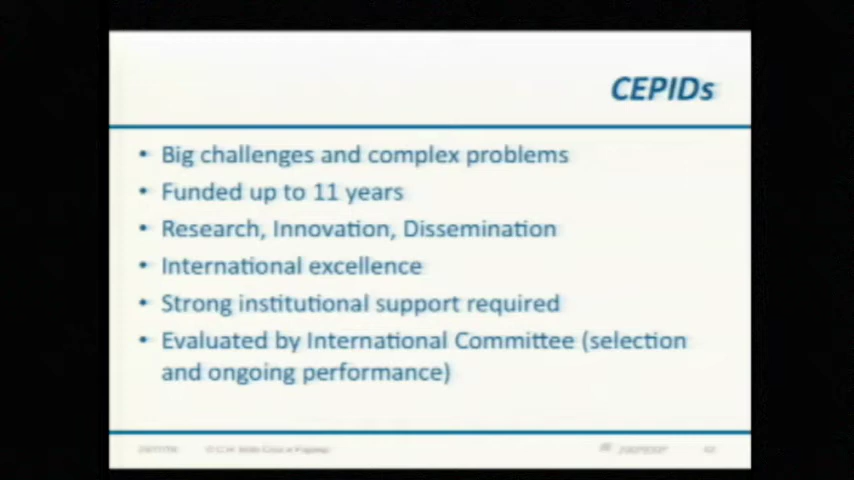 CEPIDs
• Big challenges and complex problems
• Funded up to 11 years
• Research, Innovation, Dissemination
• International excellence
• Strong institutional support required
• Evaluated by International Committee (selection
and ongoing performance)